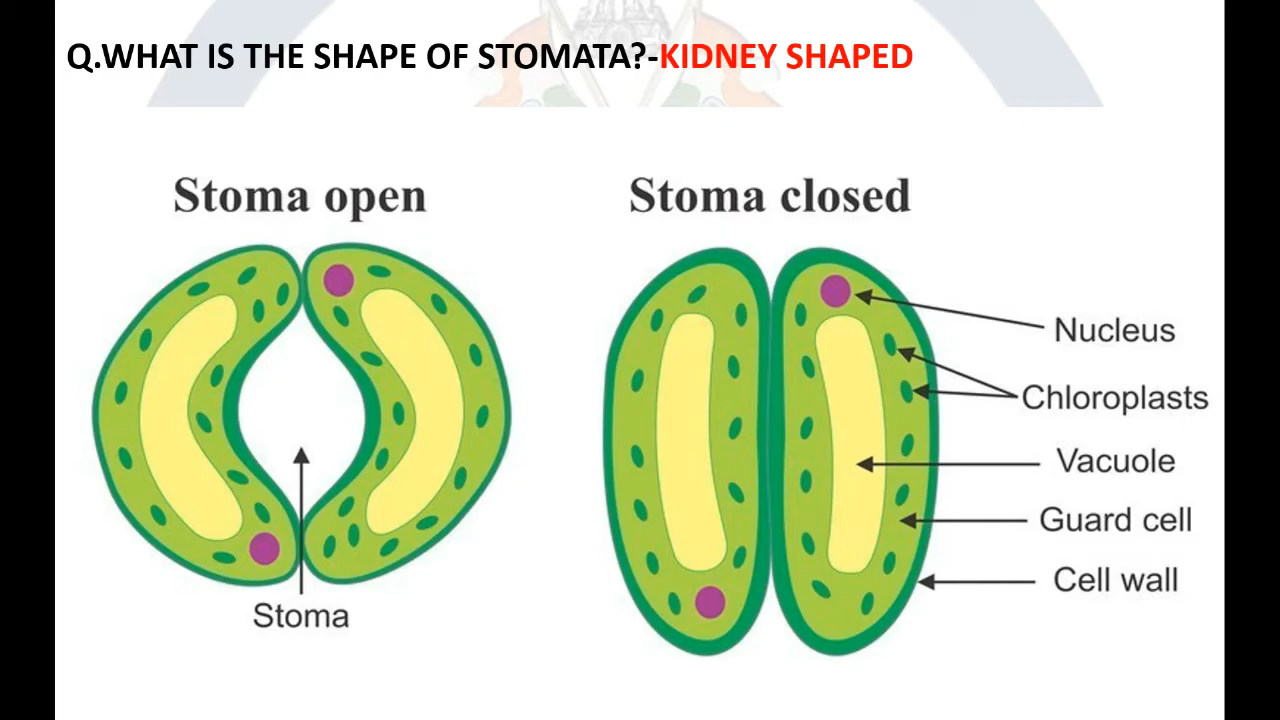 Q.WHAT IS THE SHAPE OF STOMATA?-KIDNEY SHAPED
Stoma open
Stoma closed
Nucleus
Chloroplasts
Vacuole
Guard cell
Cell wall
Stoma